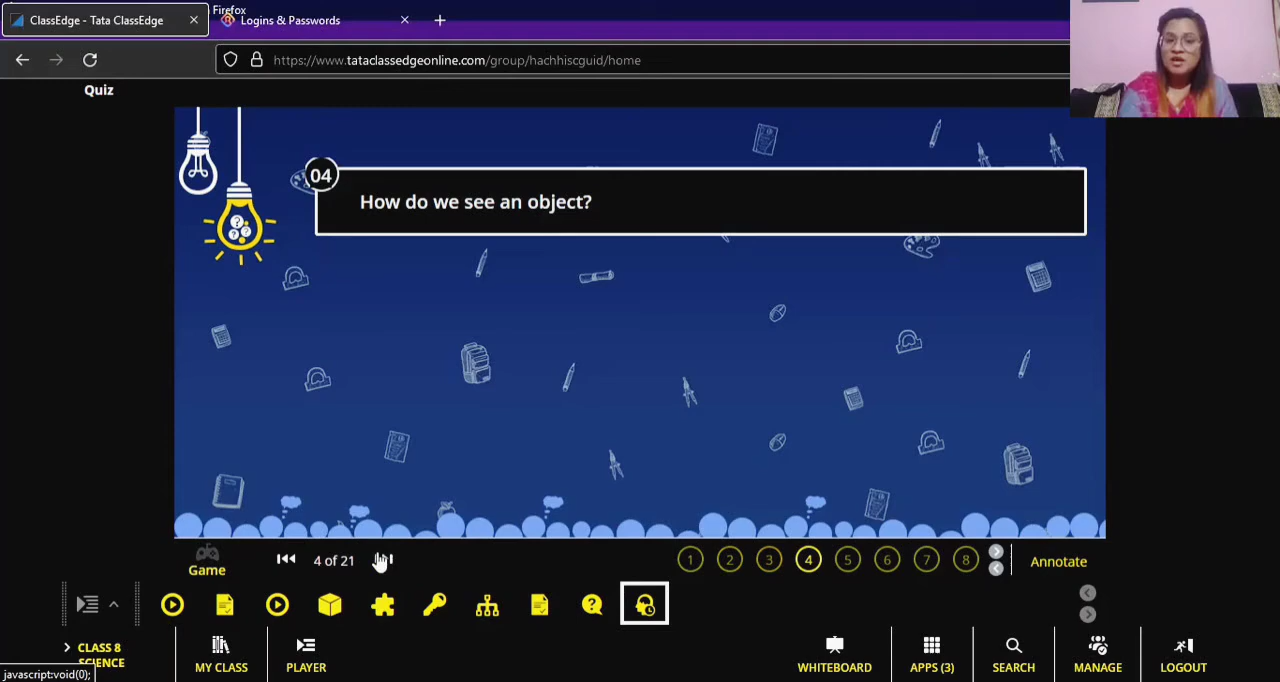 Firefox
ClassEdge - Tata ClassEdge
Logins & Passwords
https://www.tataclassedgeonline.com/group/hachhiscguid/home
Quiz
04
How do we see an object?
? ? ?
Game
4 of 21
1 2 3 4 5 6 7 8
Annotate
CLASS 8
SCIENCE
MY CLASS
PLAYER
WHITEBOARD
APPS (3)
SEARCH
MANAGE
LOGOUT
javascript:void(0);